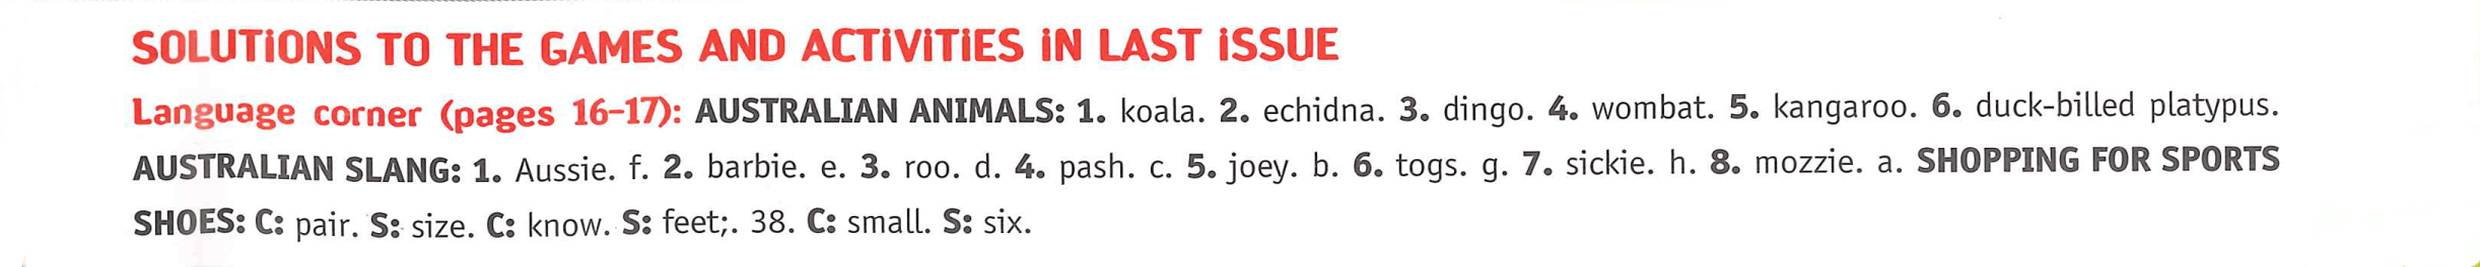 SOLUTiONS TO THE GAMES AND ACTiViTiES iN LAST iSSUE
Language corner (pages 16-17): AUSTRALIAN ANIMALS: 1. koala. 2. echidna. 3. dingo. 4. wombat. 5. kangaroo. 6. duck-billed platypus.
AUSTRALIAN SLANG: 1. Aussie. f. 2. barbie. e. 3. roo. d. 4. pash. c. 5. joey. b. 6. togs. g. 7. sickie. h. 8. mozzie. a. SHOPPING FOR SPORTS
SHOES: C: pair. S: size. C: know. S: feet;. 38. C: small. S: six.